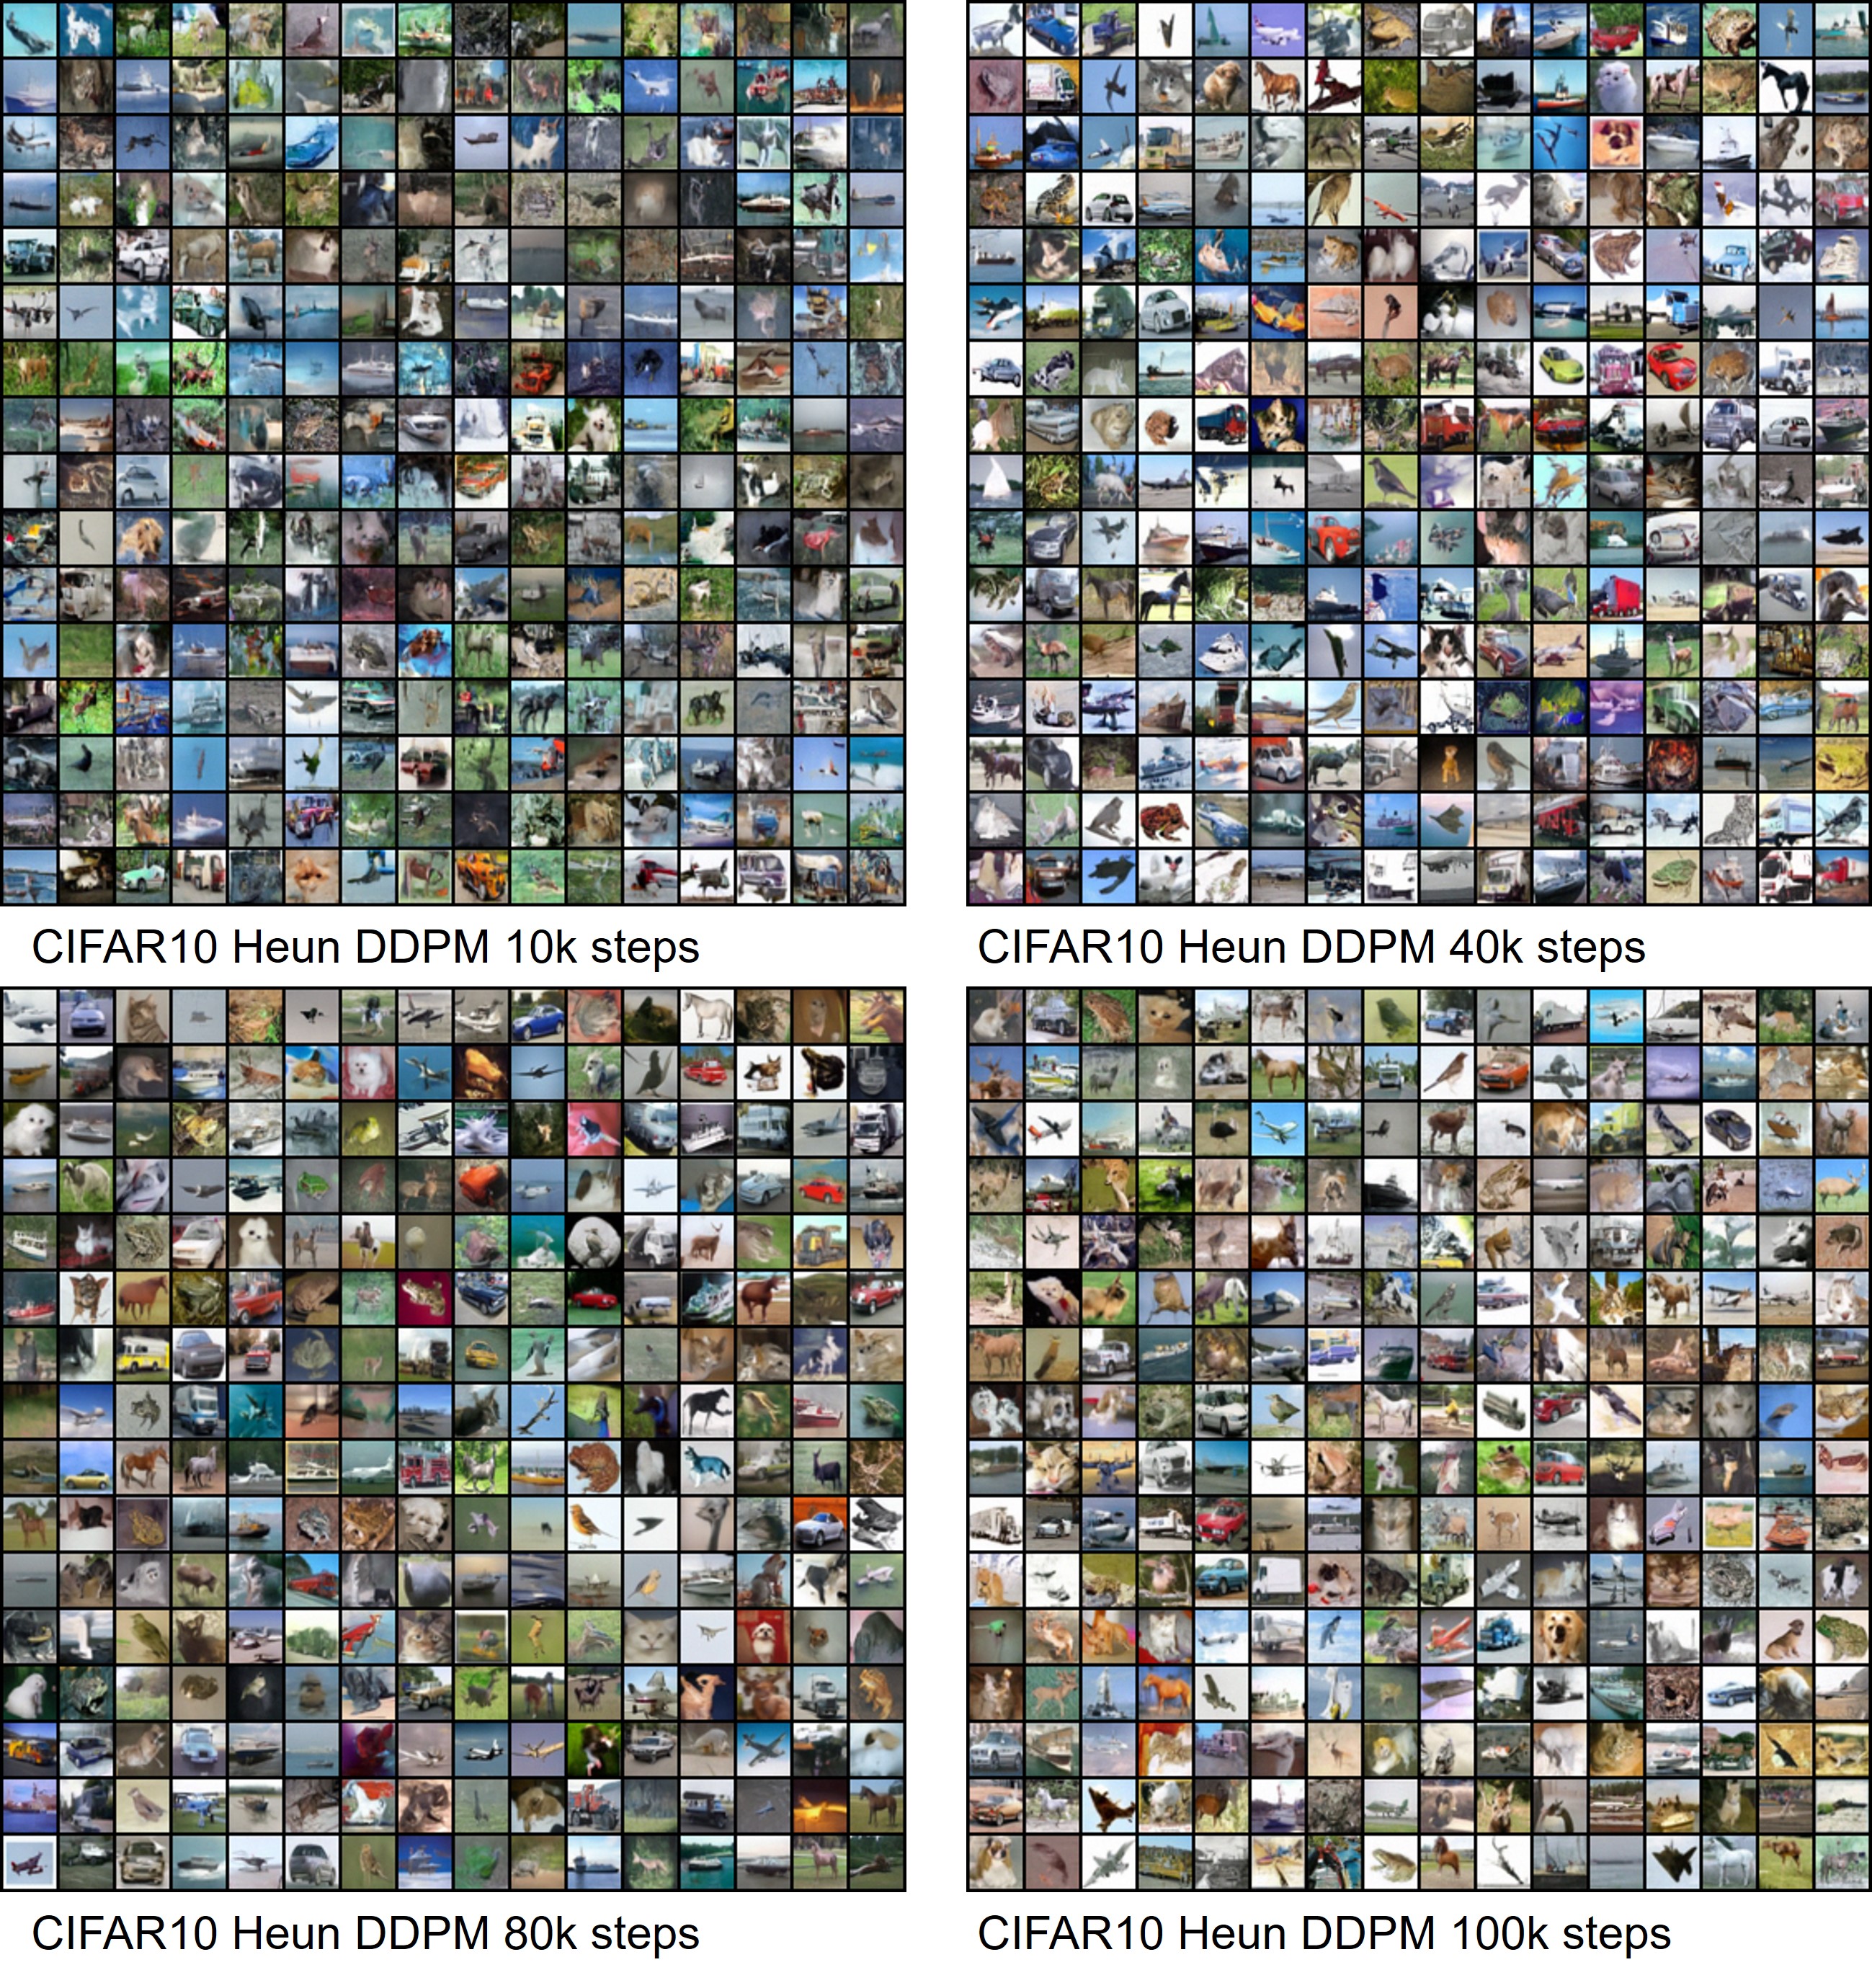 CIFAR10 Heun DDPM 10k steps
CIFAR10 Heun DDPM 40k steps
CIFAR10 Heun DDPM 80k steps
CIFAR10 Heun DDPM 100k steps